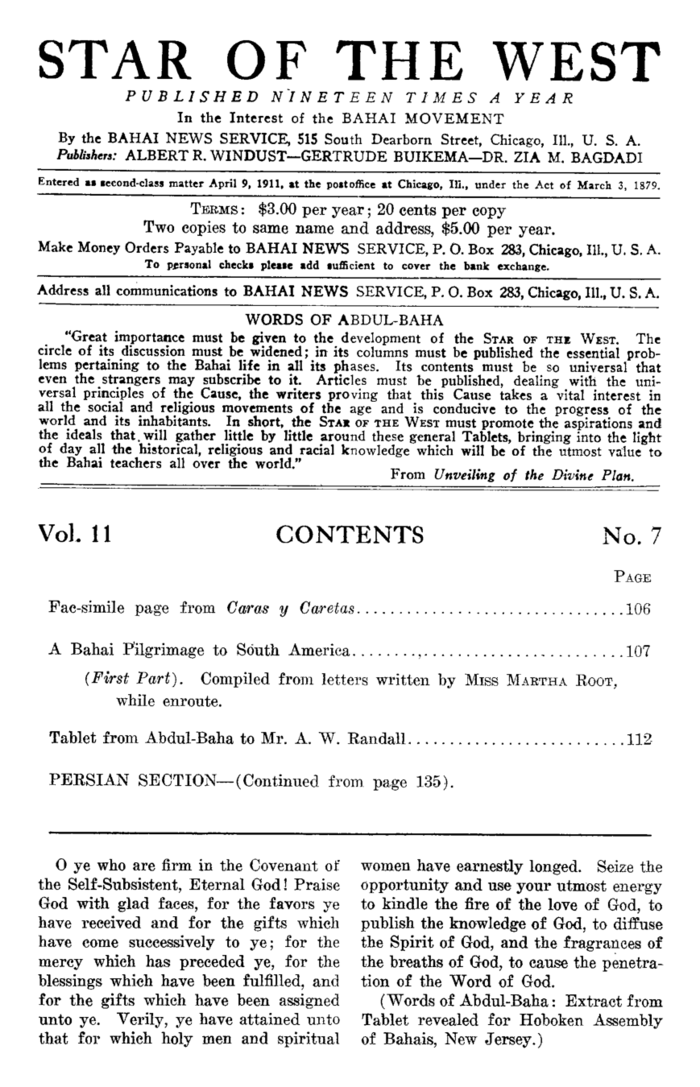 STAR OF THE WEST
PUBLISHED NINETEEN TIMES A YEAR
In the Interest of the BAHAI MOVEMENT
By the BAHAI NEWS SERVICE, 515 South Dearborn Street, Chicago, Ill., U. S. A.
Publishers: ALBERT R. WINDUST—GERTRUDE BUIKEMA—DR. ZIA M. BAGDADI
Entered as second-class matter April 9, 1911, at the postoffice at Chicago, Ill., under the Act of March 3, 1879.
TERMS: $3.00 per year; 20 cents per copy
Two copies to same name and address, $5.00 per year.
Make Money Orders Payable to BAHAI NEWS SERVICE, P. O. Box 283, Chicago, Ill., U. S. A.
To personal checks please add sufficient to cover the bank exchange.
Address all communications to BAHAI NEWS SERVICE, P. O. Box 283, Chicago, Ill., U. S. A.
WORDS OF ABDUL-BAHA
"Great importance must be given to the development of the STAR OF THE WEST. The
circle of its discussion must be widened; in its columns must be published the essential prob-
lems pertaining to the Bahai life in all its phases. Its contents must be so universal that
even the strangers may subscribe to it. Articles must be published, dealing with the uni-
versal principles of the Cause, the writers proving that this Cause takes a vital interest in
all the social and religious movements of the age and is conducive to the progress of the
world and its inhabitants. In short, the STAR OF THE WEST must promote the aspirations and
the ideals that will gather little by little around these general Tablets, bringing into the light
of day all the historical, religious and racial knowledge which will be of the utmost value to
the Bahai teachers all over the world."
From Unveiling of the Divine Plan.
Vol. 11 CONTENTS No. 7
PAGE
Fac-simile page from Caras y Caretas................................106
A Bahai Pilgrimage to South America.................................107
(First Part). Compiled from letters written by MISS MARTHA ROOT,
while enroute.
Tablet from Abdul-Baha to Mr. A. W. Randall..........................112
PERSIAN SECTION—(Continued from page 135).
O ye who are firm in the Covenant of
the Self-Subsistent, Eternal God! Praise
God with glad faces, for the favors ye
have received and for the gifts which
have come successively to ye; for the
mercy which has preceded ye, for the
blessings which have been fulfilled, and
for the gifts which have been assigned
unto ye. Verily, ye have attained unto
that for which holy men and spiritual
women have earnestly longed. Seize the
opportunity and use your utmost energy
to kindle the fire of the love of God, to
publish the knowledge of God, to diffuse
the Spirit of God, and the fragrances of
the breaths of God, to cause the penetra-
tion of the Word of God.
(Words of Abdul-Baha: Extract from
Tablet revealed for Hoboken Assembly
of Bahais, New Jersey.)